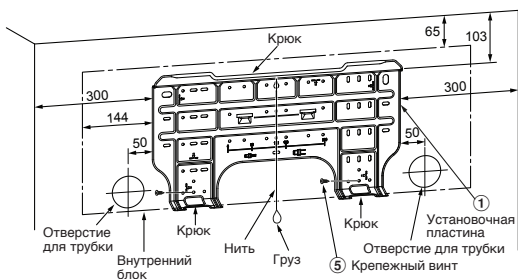 65
103
Крюк
300
300
144
50
50
①
Установочная
пластина
Отверстие
для трубки
Внутренний
блок
Крюк
Нить
Груз
⑤ Крепежный винт
Крюк
Отверстие
для трубки